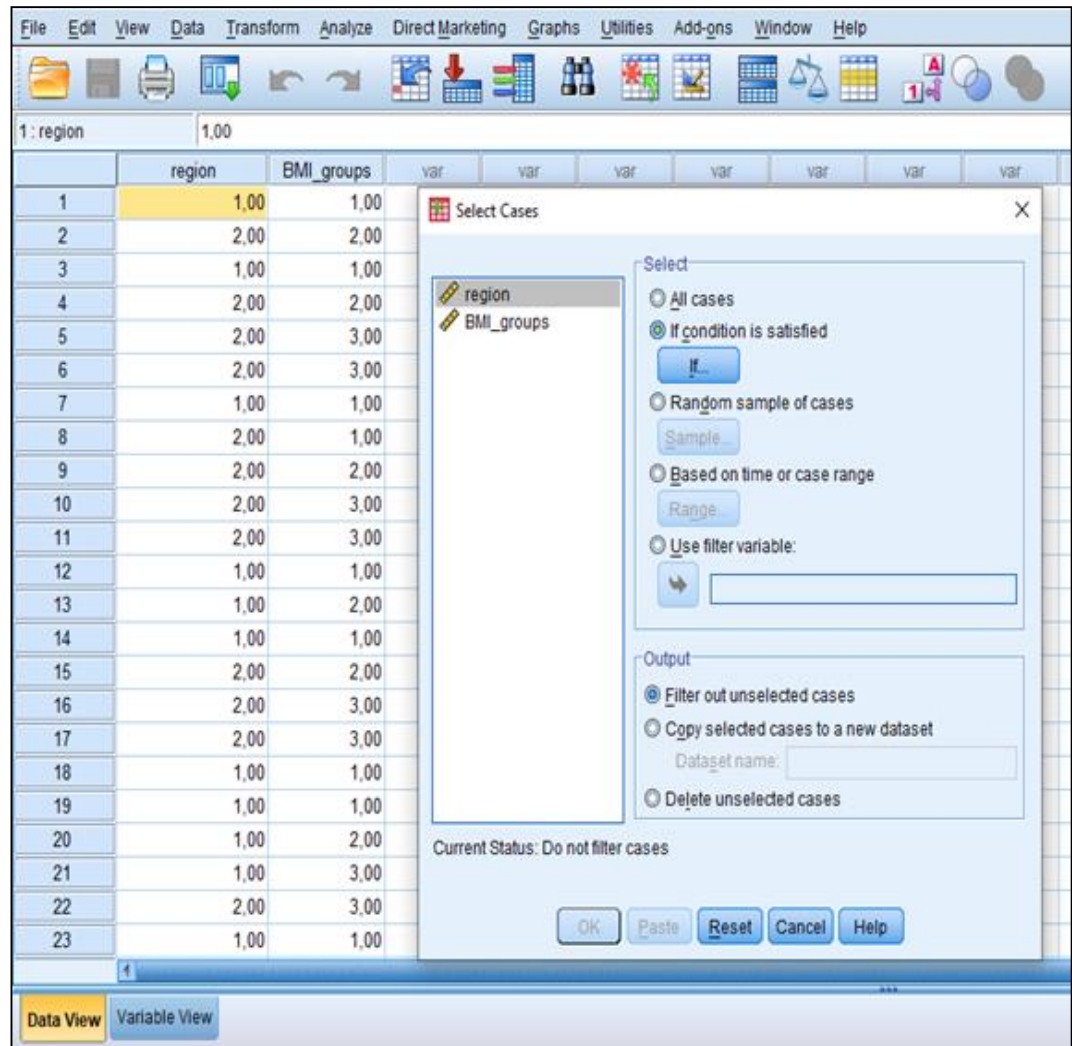 File Edit View Data Transform Analyze Direct Marketing Graphs Utilities Add-ons Window Help
A
1
1 : region 1,00
region BMI_groups var var var var var var var
1 1,00 1,00
2 2,00 2,00
3 1,00 1,00
4 2,00 2,00
5 2,00 3,00
6 2,00 3,00
7 1,00 1,00
8 2,00 1,00
9 2,00 2,00
10 2,00 3,00
11 2,00 3,00
12 1,00 1,00
13 1,00 2,00
14 1,00 1,00
15 2,00 2,00
16 2,00 3,00
17 2,00 3,00
18 1,00 1,00
19 1,00 1,00
20 1,00 2,00
21 1,00 3,00
22 2,00 3,00
23 1,00 1,00
Select Cases
region
BMI_groups
Select
All cases
If condition is satisfied
If...
Random sample of cases
Sample...
Based on time or case range
Range...
Use filter variable:
Output
Filter out unselected cases
Copy selected cases to a new dataset
Dataset name:
Delete unselected cases
Current Status: Do not filter cases
OK Paste Reset Cancel Help
Data View Variable View